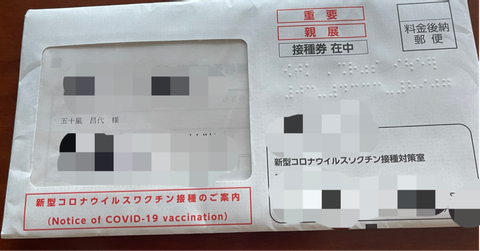 重要
親展
接種券 在中
料金後納
郵便
五十嵐 昌代 様
新型コロナウイルスワクチン接種対策室
新型コロナウイルスワクチン接種のご案内
(Notice of COVID-19 vaccination)